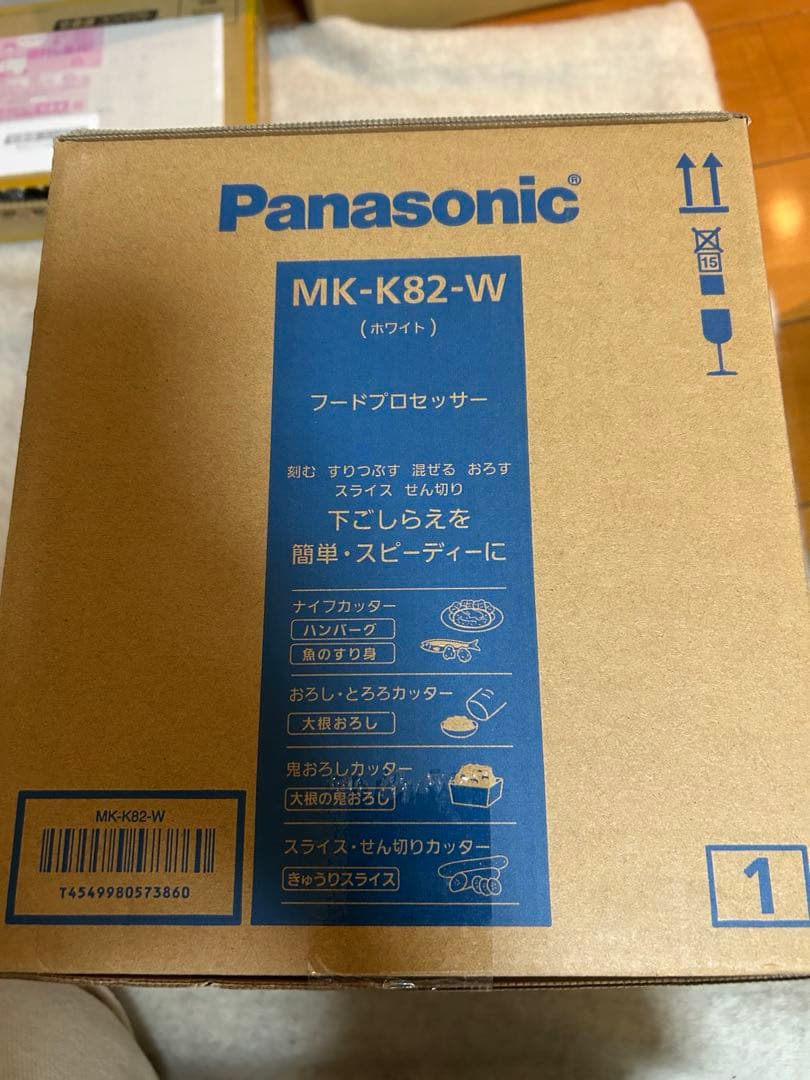 Panasonic®
MK-K82-W
(ホワイト)
フードプロセッサー
刻む すりつぶす 混ぜる おろす
スライス せん切り
下ごしらえを
簡単・スピーディーに
ナイフカッター
ハンバーグ
魚のすり身
おろし・とろろカッター
大根おろし
鬼おろしカッター
大根の鬼おろし
スライス・せん切りカッター
きゅうりスライス
15
MK-K82-W
T4549980573860
1